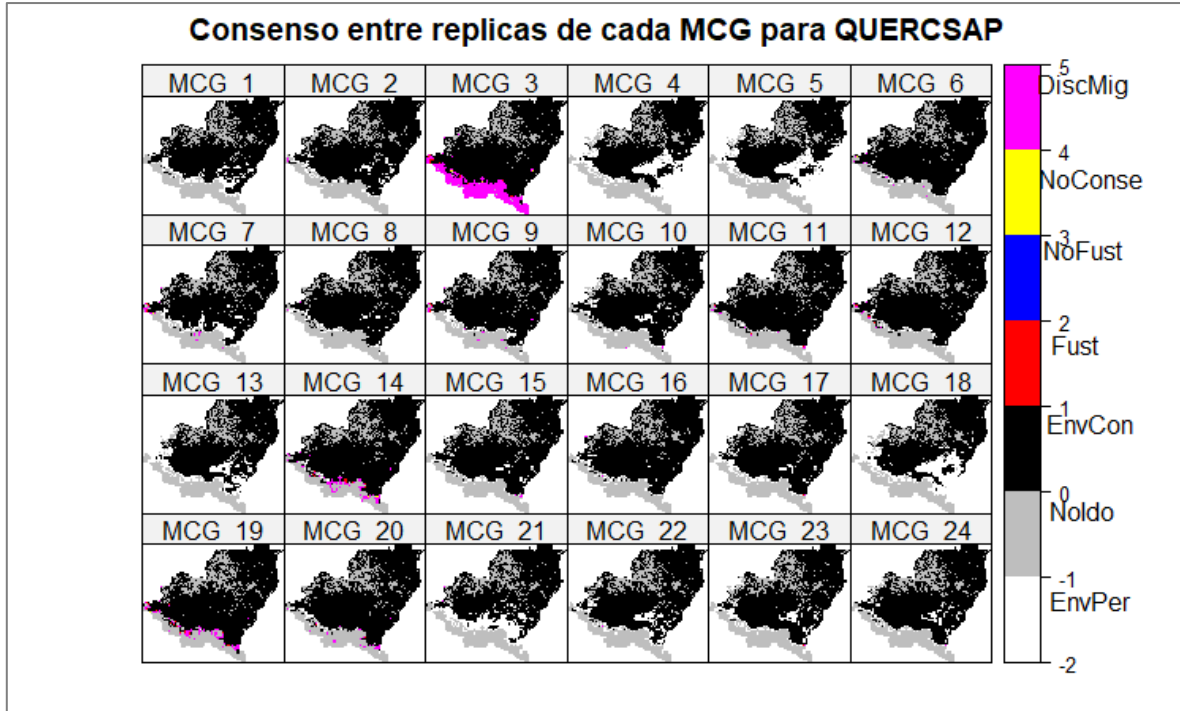 Consenso entre replicas de cada MCG para QUERCSAP
MCG 1 MCG 2 MCG 3 MCG 4 MCG 5 MCG 6
MCG 7 MCG 8 MCG 9 MCG 10 MCG 11 MCG 12
MCG 13 MCG 14 MCG 15 MCG 16 MCG 17 MCG 18
MCG 19 MCG 20 MCG 21 MCG 22 MCG 23 MCG 24
5
DiscMig
4
NoConse
3
NoFust
2
Fust
1
EnvCon
0
NoIdo
-1
EnvPer
-2